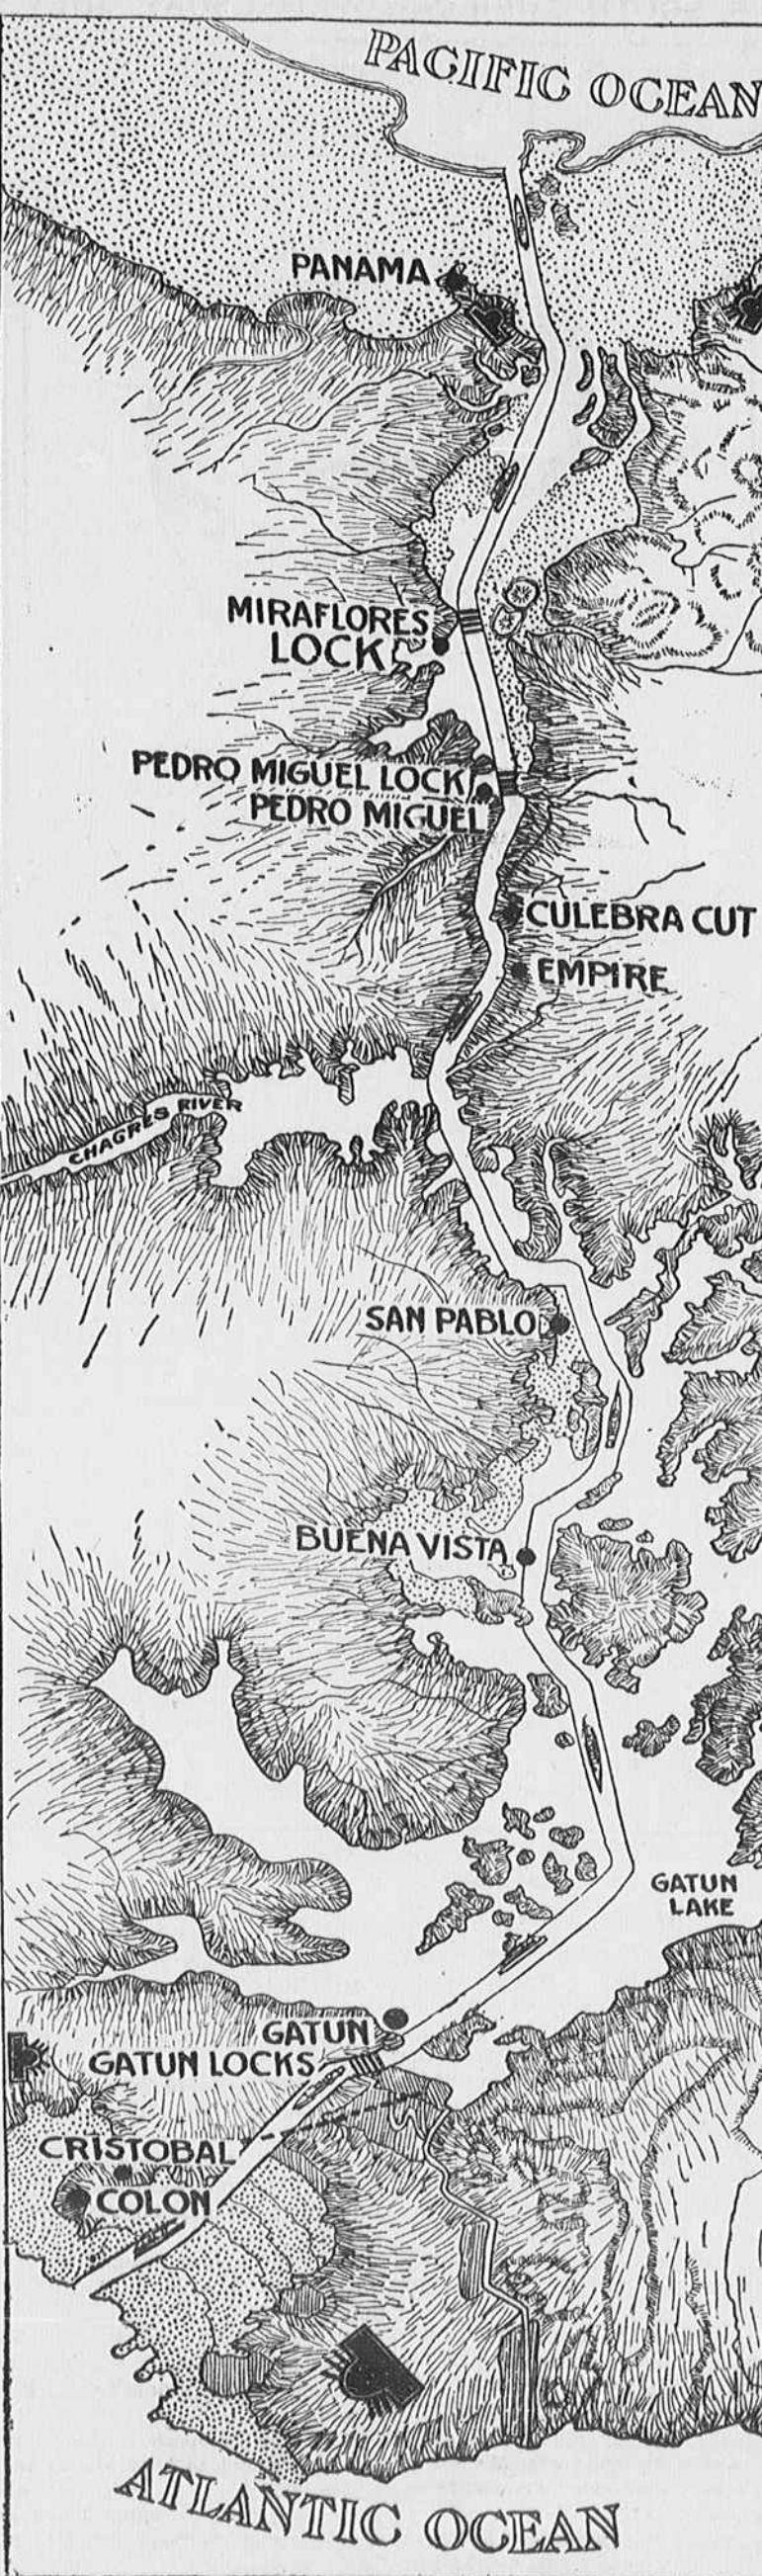 PACIFIC OCEAN
PANAMA
MIRAFLORES
LOCK
PEDRO MIGUEL LOCK
PEDRO MIGUEL
CULEBRA CUT
EMPIRE
CHAGRES RIVER
SAN PABLO
BUENA VISTA
GATUN
LAKE
GATUN
GATUN LOCKS
CRISTOBAL
COLON
ATLANTIC OCEAN